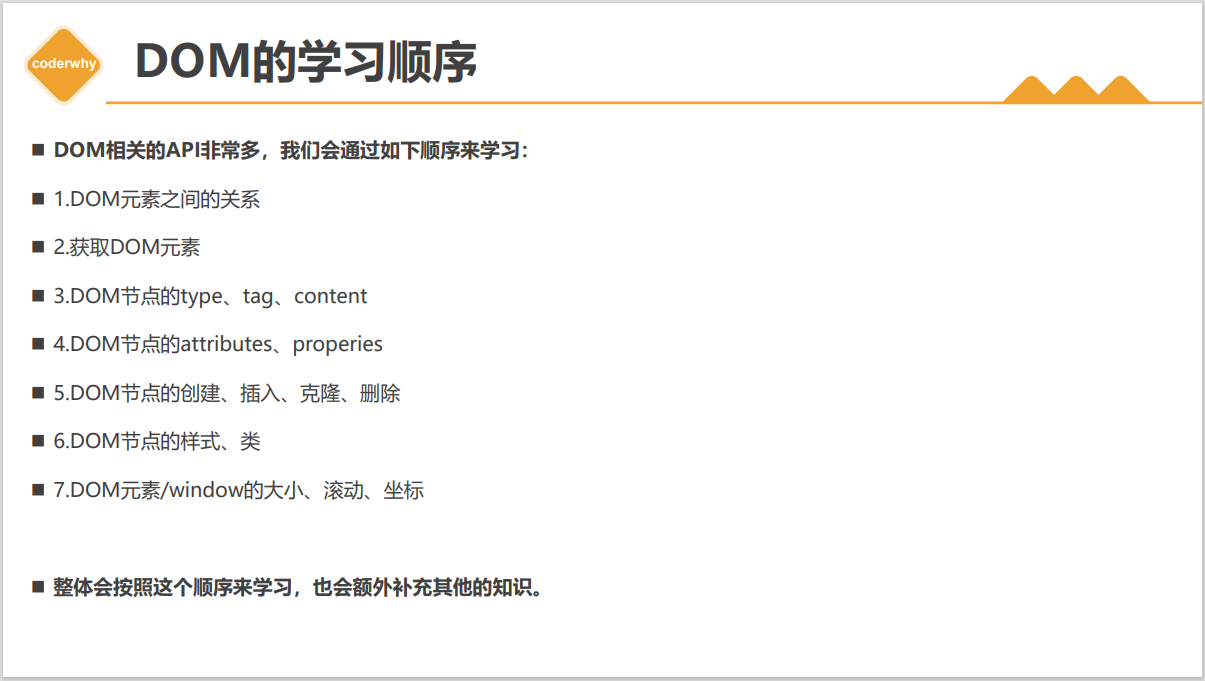 coderwhy
DOM的学习顺序
DOM相关的API非常多，我们会通过如下顺序来学习：
1.DOM元素之间的关系
2.获取DOM元素
3.DOM节点的type、tag、content
4.DOM节点的attributes、properies
5.DOM节点的创建、插入、克隆、删除
6.DOM节点的样式、类
7.DOM元素/window的大小、滚动、坐标
整体会按照这个顺序来学习，也会额外补充其他的知识。